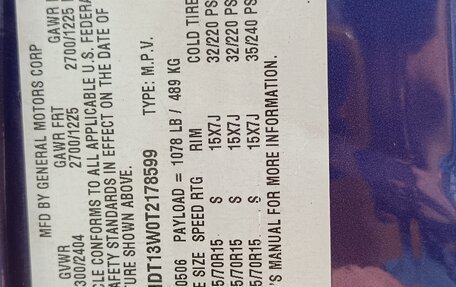 MFD BY GENERAL MOTORS CORP
GVWR GAWR FRT GAWR
300/2404 2700/1225 2700/1225
CLE CONFORMS TO ALL APPLICABLE U.S. FEDERA
AFETY STANDARDS IN EFFECT ON THE DATE OF
TURE SHOWN ABOVE.
DT13W0T2178599 TYPE: M.P.V.
0506 PAYLOAD = 1078 LB / 489 KG
E SIZE SPEED RTG RIM COLD TIRE
5/70R15 S 15X7J 32/220 PS
5/70R15 S 15X7J 32/220 PS
5/70R15 S 15X7J 35/240 PS
'S MANUAL FOR MORE INFORMATION.